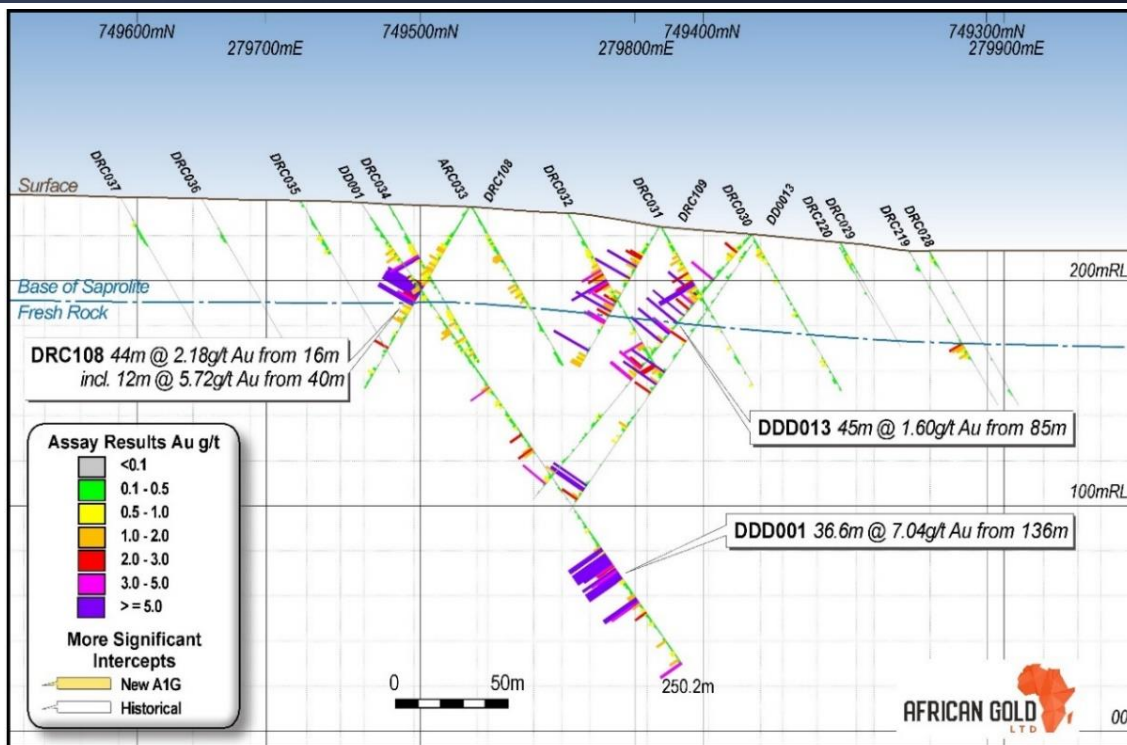 749600mN
279700mE
749500mN
279800mE
749400mN
749300mN
279900mE
DRC037
DRC036
DRC035
DD001
DRC034
ARC033
DRC108
DRC032
DRC031
DRC109
DRC030
DD0013
DRC220
DRC029
DRC219
DRC028
Surface
200mRL
Base of Saprolite
Fresh Rock
DRC108 44m @ 2.18g/t Au from 16m
incl. 12m @ 5.72g/t Au from 40m
DDD013 45m @ 1.60g/t Au from 85m
100mRL
DDD001 36.6m @ 7.04g/t Au from 136m
Assay Results Au g/t
<0.1
0.1 - 0.5
0.5 - 1.0
1.0 - 2.0
2.0 - 3.0
3.0 - 5.0
> = 5.0
More Significant
Intercepts
New A1G
Historical
0 50m
250.2m
AFRICAN GOLD
LTD
00